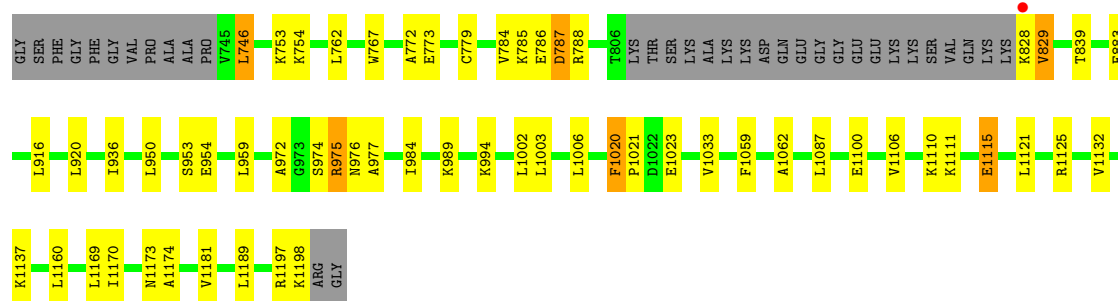 GLY SER PHE GLY PHE GLY VAL PRO ALA ALA PRO V745 L746 K753 K754 L762 W767 A772 E773 C779 V784 K785 E786 D787 R788 T806 LYS THR SER LYS ALA LYS LYS ASP GLN GLU GLY GLY GLU GLU LYS LYS SER VAL GLN LYS LYS K828 V829 T839
L916 L920 I936 L950 S953 E954 L959 A972 G973 S974 R975 N976 A977 I984 K989 K994 L1002 L1003 L1006 F1020 P1021 D1022 E1023 V1033 F1059 A1062 L1087 E1100 V1106 K1110 K1111 E1115 L1121 R1125 V1132
K1137 L1160 L1169 I1170 N1173 A1174 V1181 L1189 R1197 K1198 ARG GLY